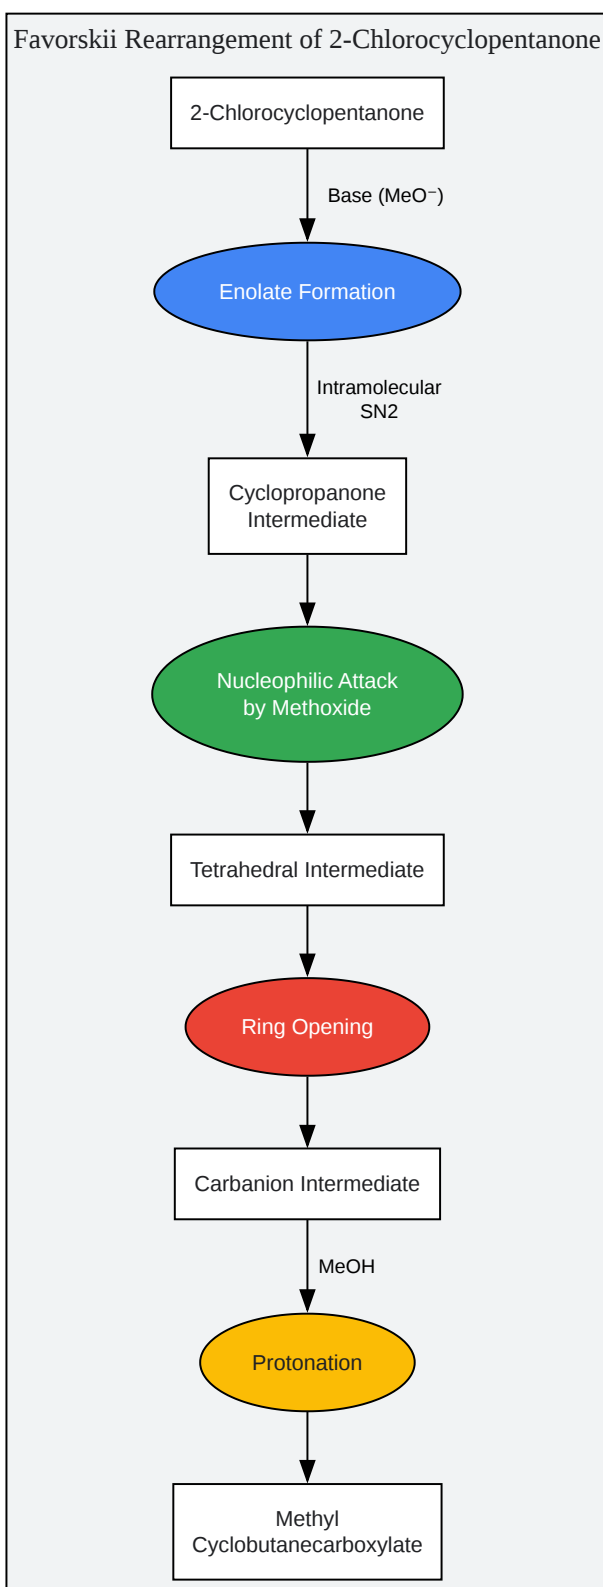 Favorskii Rearrangement of 2-Chlorocyclopentanone
2-Chlorocyclopentanone
Base (MeO⁻)
Enolate Formation
Intramolecular
SN2
Cyclopropanone
Intermediate
Nucleophilic Attack
by Methoxide
Tetrahedral Intermediate
Ring Opening
Carbanion Intermediate
MeOH
Protonation
Methyl
Cyclobutanecarboxylate